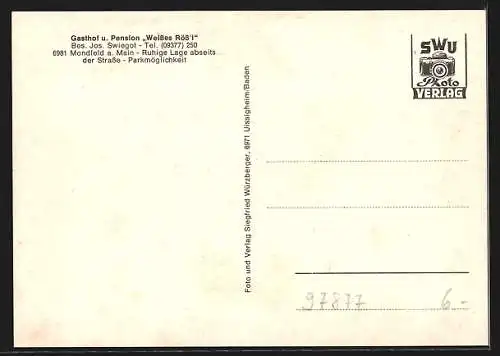 Gasthof u. Pension „Weißes Röß'l"
Bes. Jos. Swiegot - Tel. (09377) 250
6981 Mondfeld a. Main - Ruhige Lage abseits
der Straße - Parkmöglichkeit
Foto und Verlag Siegfried Würzberger, 6971 Uissigheim/Baden
SWU
Photo
VERLAG
97877
6-